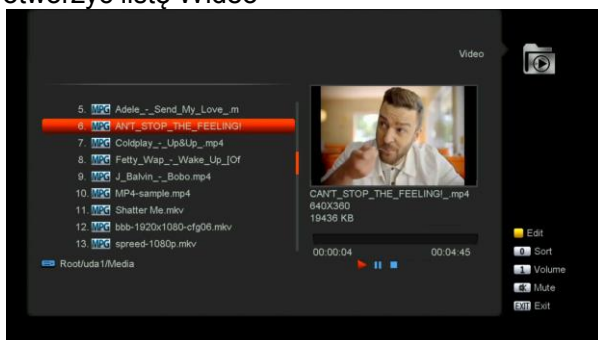 otworzyć listę Wideo
Video
5. MPG Adele_-_Send_My_Love_.m
6. MPG AN'T_STOP_THE_FEELING!
7. MPG Coldplay_-_Up&Up_.mp4
8. MPG Fetty_Wap_-_Wake_Up_[Of
9. MPG J_Balvin_-_Bobo.mp4
10. MPG MP4-sample.mp4
11. MPG Shatter Me.mkv
12. MPG bbb-1920x1080-cfg06.mkv
13. MPG spreed-1080p.mkv
Root/uda1/Media
CAN'T_STOP_THE_FEELING!_.mp4
640X360
19436 KB
00:00:04 00:04:45
Edit
0 Sort
1 Volume
Mute
EXIT Exit